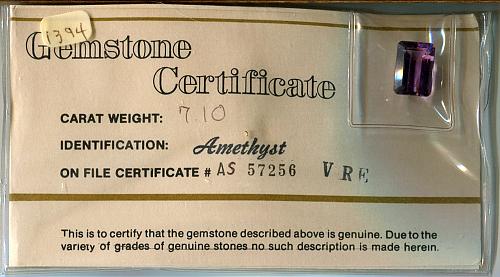 1394
Gemstone
Certificate
CARAT WEIGHT: 7.10
IDENTIFICATION: Amethyst
ON FILE CERTIFICATE # AS 57256 VRE
This is to certify that the gemstone described above is genuine. Due to the
variety of grades of genuine stones no such description is made herein.